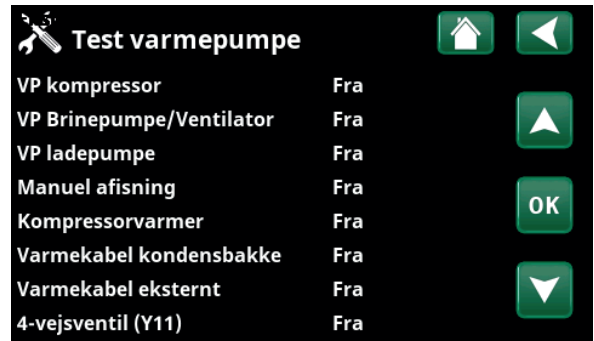 Test varmepumpe
VP kompressor Fra
VP Brinepumpe/Ventilator Fra
VP ladepumpe Fra
Manuel afisning Fra
Kompressorvarmer Fra
OK
Varmekabel kondensbakke Fra
Varmekabel eksternt Fra
4-vejsventil (Y11) Fra